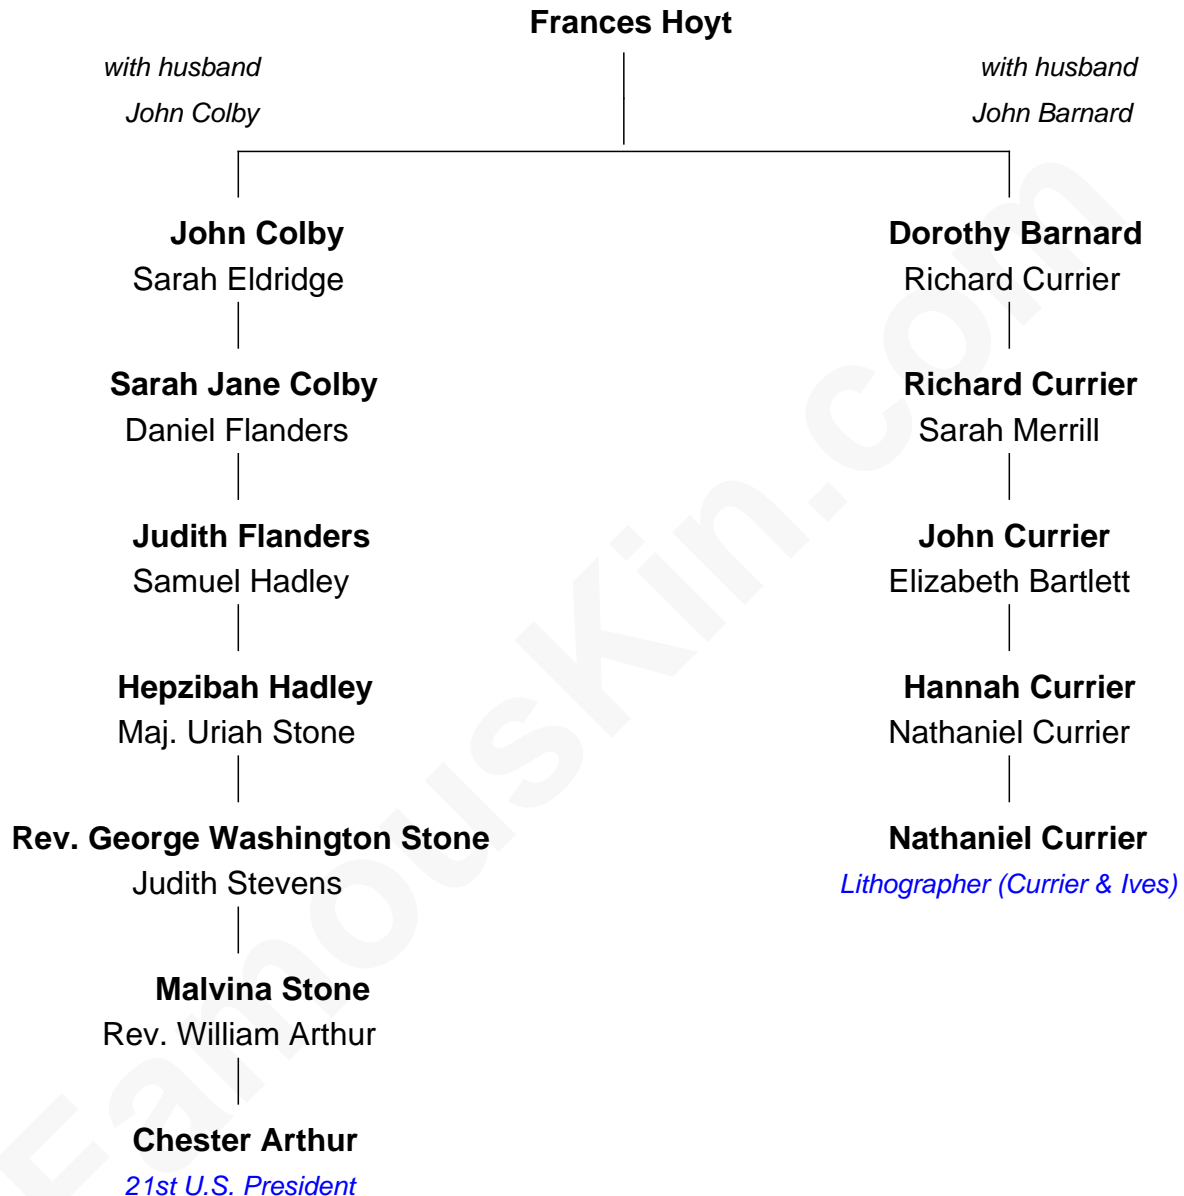 Frances Hoyt
with husband
John Colby
with husband
John Barnard
John Colby
Sarah Eldridge
Dorothy Barnard
Richard Currier
Sarah Jane Colby
Daniel Flanders
Richard Currier
Sarah Merrill
Judith Flanders
Samuel Hadley
John Currier
Elizabeth Bartlett
Hepzibah Hadley
Maj. Uriah Stone
Hannah Currier
Nathaniel Currier
Rev. George Washington Stone
Judith Stevens
Nathaniel Currier
Lithographer (Currier & Ives)
Malvina Stone
Rev. William Arthur
Chester Arthur
21st U.S. President
FamousKin.com